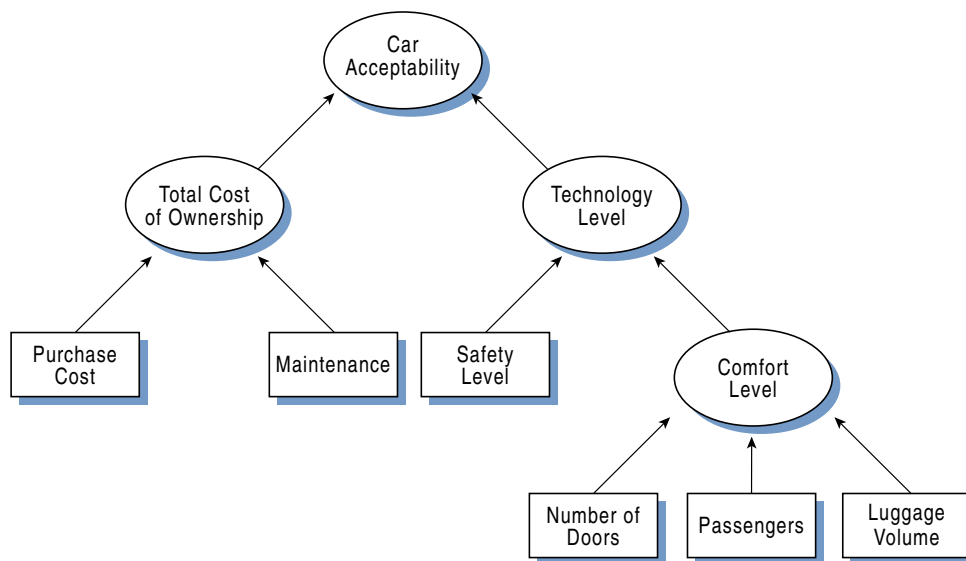 Car
Acceptability
Total Cost
of Ownership
Technology
Level
Purchase
Cost
Maintenance
Safety
Level
Comfort
Level
Number of
Doors
Passengers
Luggage
Volume